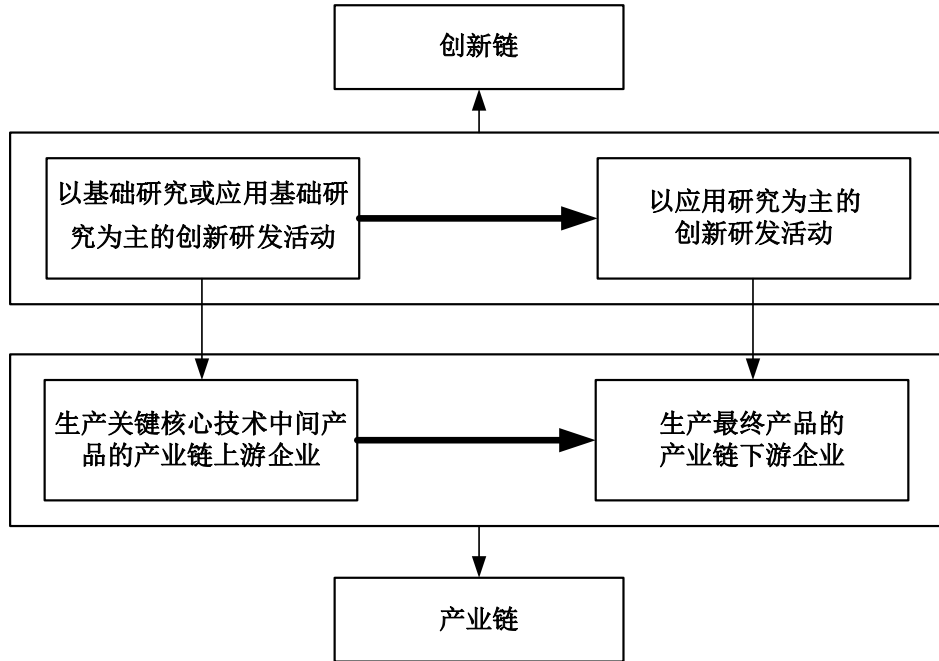 创新链
以基础研究或应用基础研
究为主的创新研发活动
以应用研究为主的
创新研发活动
生产关键核心技术中间产
品的产业链上游企业
生产最终产品的
产业链下游企业
产业链